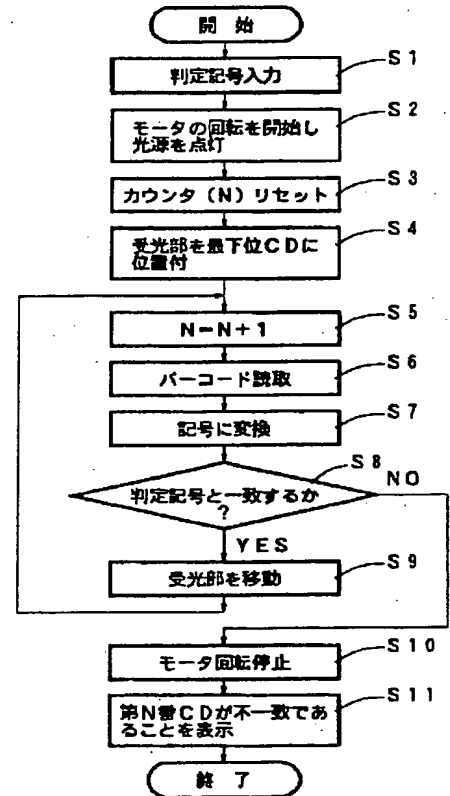 開 始
判定記号入力
S1
モータの回転を開始し
光源を点灯
S2
カウンタ(N)リセット
S3
受光部を最下位CDに
位置付
S4
N=N+1
S5
バーコード読取
S6
記号に変換
S7
判定記号と一致するか
?
S8
NO
YES
受光部を移動
S9
モータ回転停止
S10
第N番CDが不一致であ
ることを表示
S11
終 了